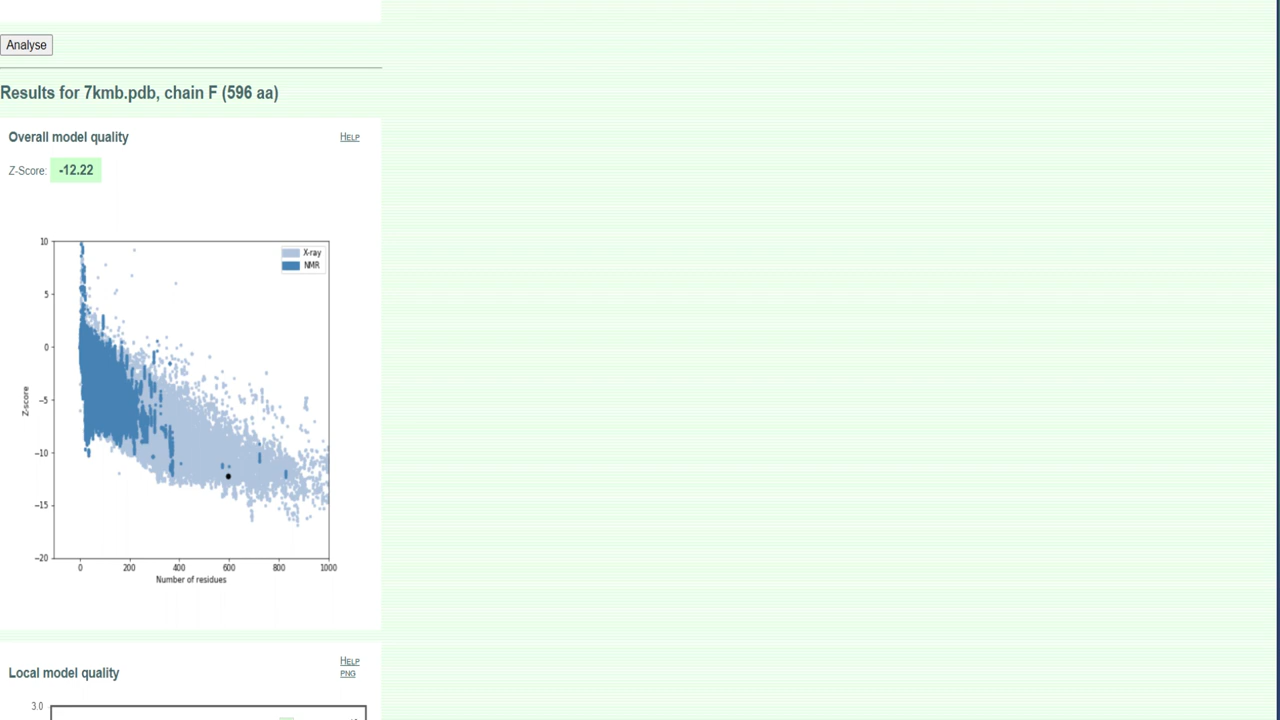 Analyse
Results for 7kmb.pdb, chain F (596 aa)
Overall model quality
HELP
Z-Score: -12.22
10
5
0
−5
−10
−15
−20
Z-score
X-ray
NMR
0 200 400 600 800 1000
Number of residues
HELP
Local model quality
PNG
3.0